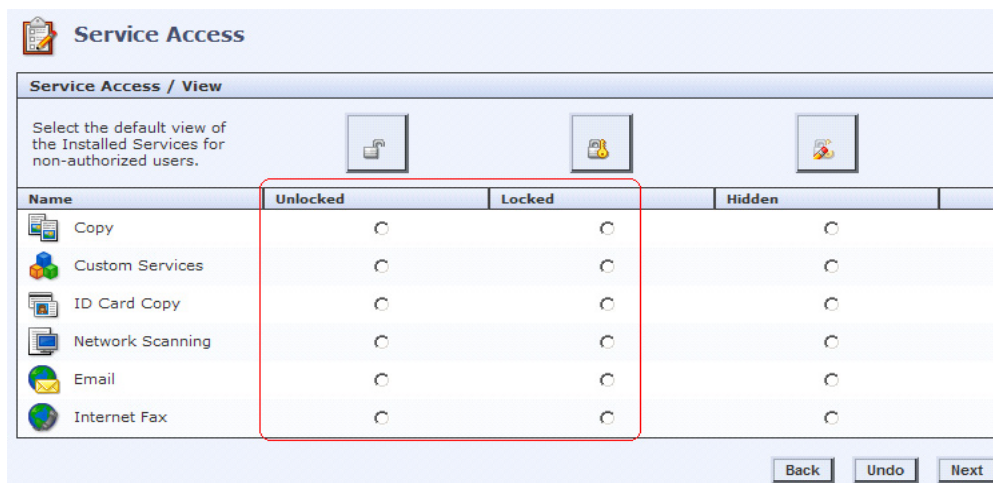 Service Access
Service Access / View
Select the default view of
the Installed Services for
non-authorized users.
Name Unlocked Locked Hidden
Copy
Custom Services
ID Card Copy
Network Scanning
Email
Internet Fax
Back Undo Next